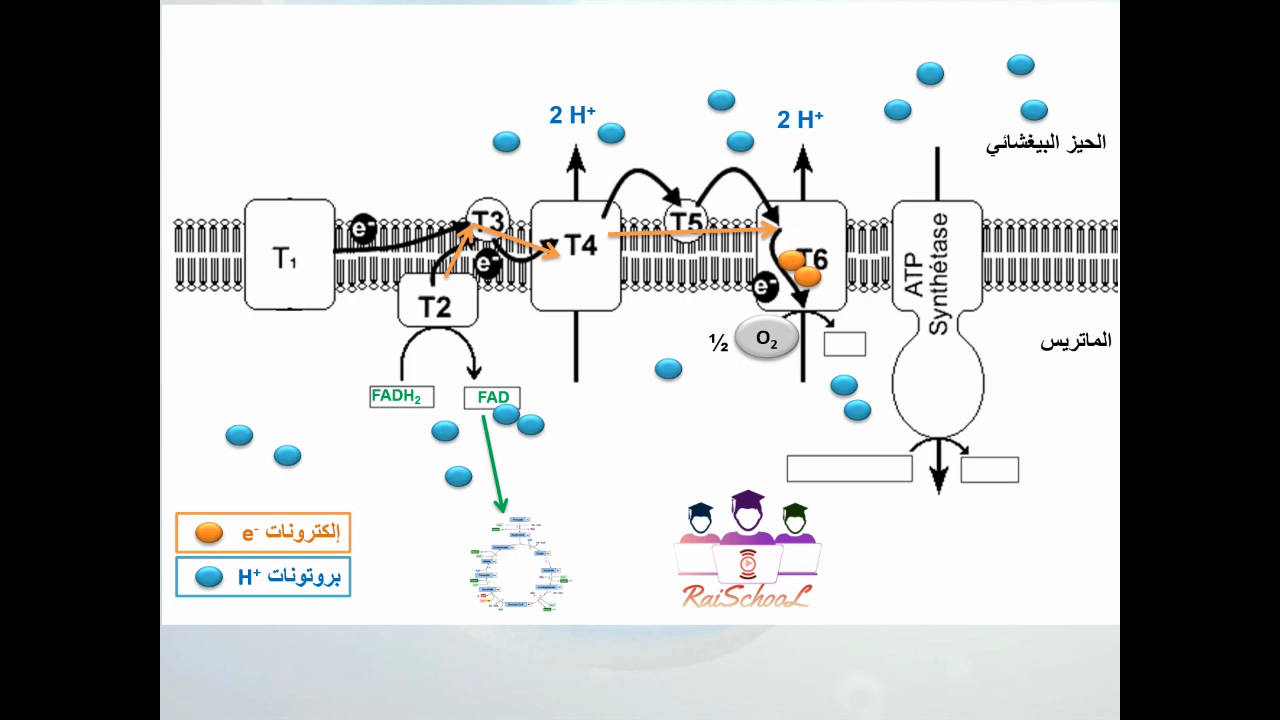 2 H⁺
2 H⁺
الحيز البيغشائي
T₁
e⁻
T3
e⁻
T2
T4
T5
T6
e⁻
ATP
Synthétase
الماتريس
½
O₂
FADH₂
FAD
إلكترونات e⁻
بروتونات H⁺
RaiSchooL